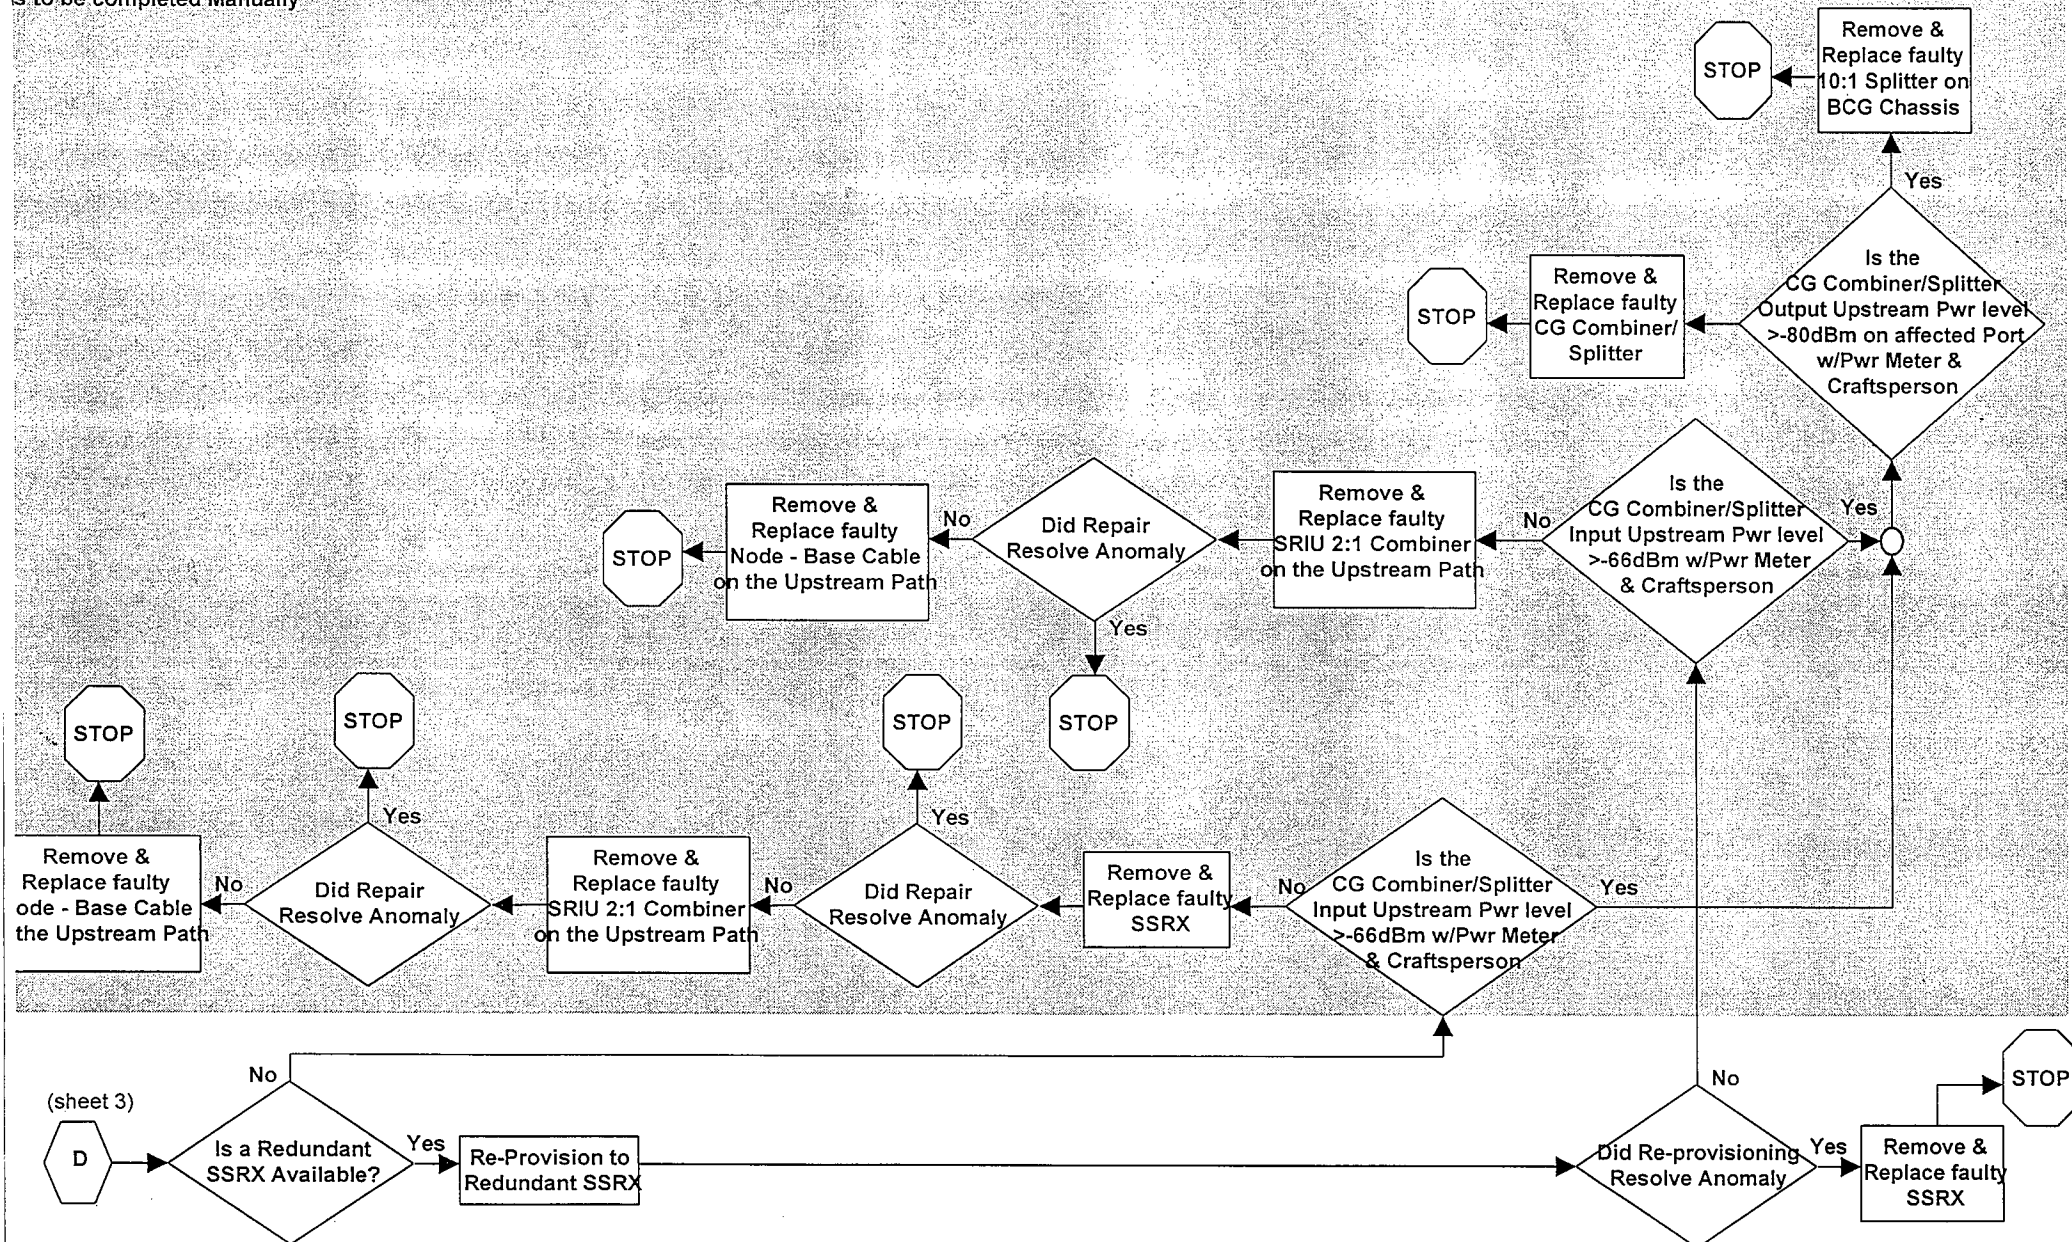 s to be completed Manually
Remove &
Replace faulty
10:1 Splitter on
BCG Chassis
STOP
Yes
Is the
CG Combiner/Splitter
Output Upstream Pwr level
>-80dBm on affected Port
w/Pwr Meter &
Craftsperson
Remove &
Replace faulty
CG Combiner/
Splitter
STOP
Is the
CG Combiner/Splitter
Input Upstream Pwr level
>-66dBm w/Pwr Meter
& Craftsperson
Yes
No
Remove &
Replace faulty
SRIU 2:1 Combiner
on the Upstream Path
Did Repair
Resolve Anomaly
No
Yes
Remove &
Replace faulty
Node - Base Cable
on the Upstream Path
STOP
STOP
STOP
STOP
STOP
Remove &
Replace faulty
ode - Base Cable
the Upstream Path
No
Did Repair
Resolve Anomaly
Yes
Remove &
Replace faulty
SRIU 2:1 Combiner
on the Upstream Path
No
Did Repair
Resolve Anomaly
Yes
Remove &
Replace faulty
SSRX
No
Is the
CG Combiner/Splitter
Input Upstream Pwr level
>-66dBm w/Pwr Meter
& Craftsperson
Yes
(sheet 3)
D
No
Is a Redundant
SSRX Available?
Yes
Re-Provision to
Redundant SSRX
No
Did Re-provisioning
Resolve Anomaly
Yes
Remove &
Replace faulty
SSRX
STOP